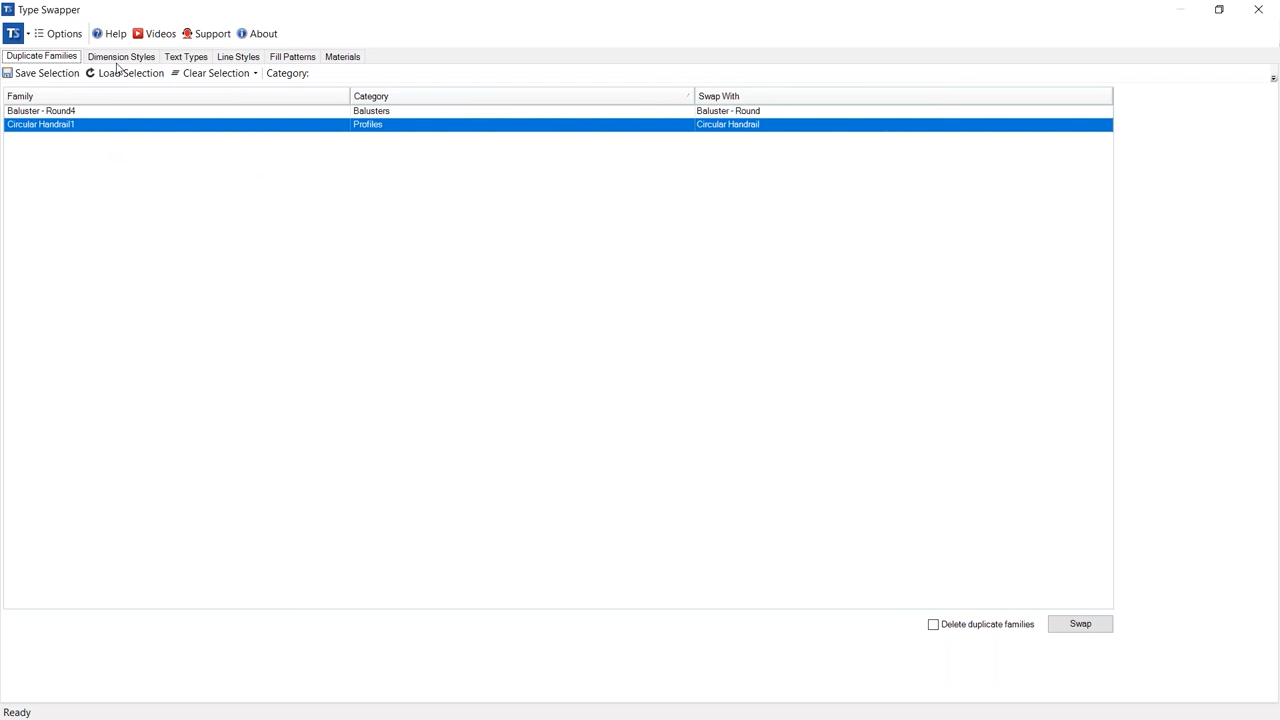 Type Swapper
TS Options Help Videos Support About
Duplicate Families Dimension Styles Text Types Line Styles Fill Patterns Materials
Save Selection Load Selection Clear Selection Category:
Family Category Swap With
Baluster - Round4 Balusters Baluster - Round
Circular Handrail1 Profiles Circular Handrail
Delete duplicate families Swap
Ready